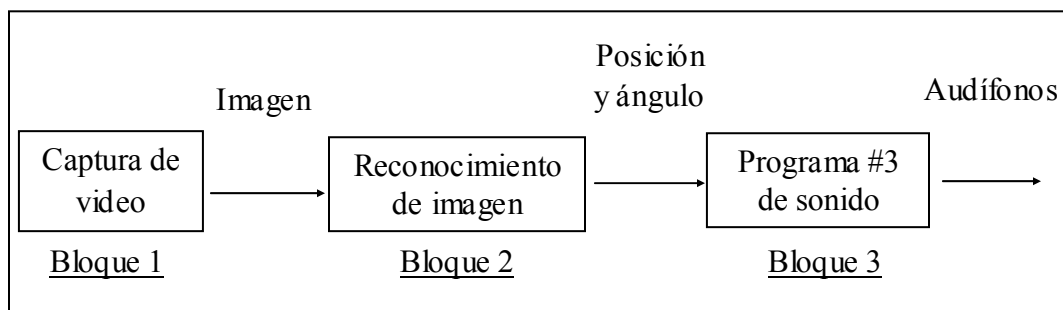 Imagen
Posición
y ángulo
Audífonos
Captura de
video
Reconocimiento
de imagen
Programa #3
de sonido
Bloque 1
Bloque 2
Bloque 3